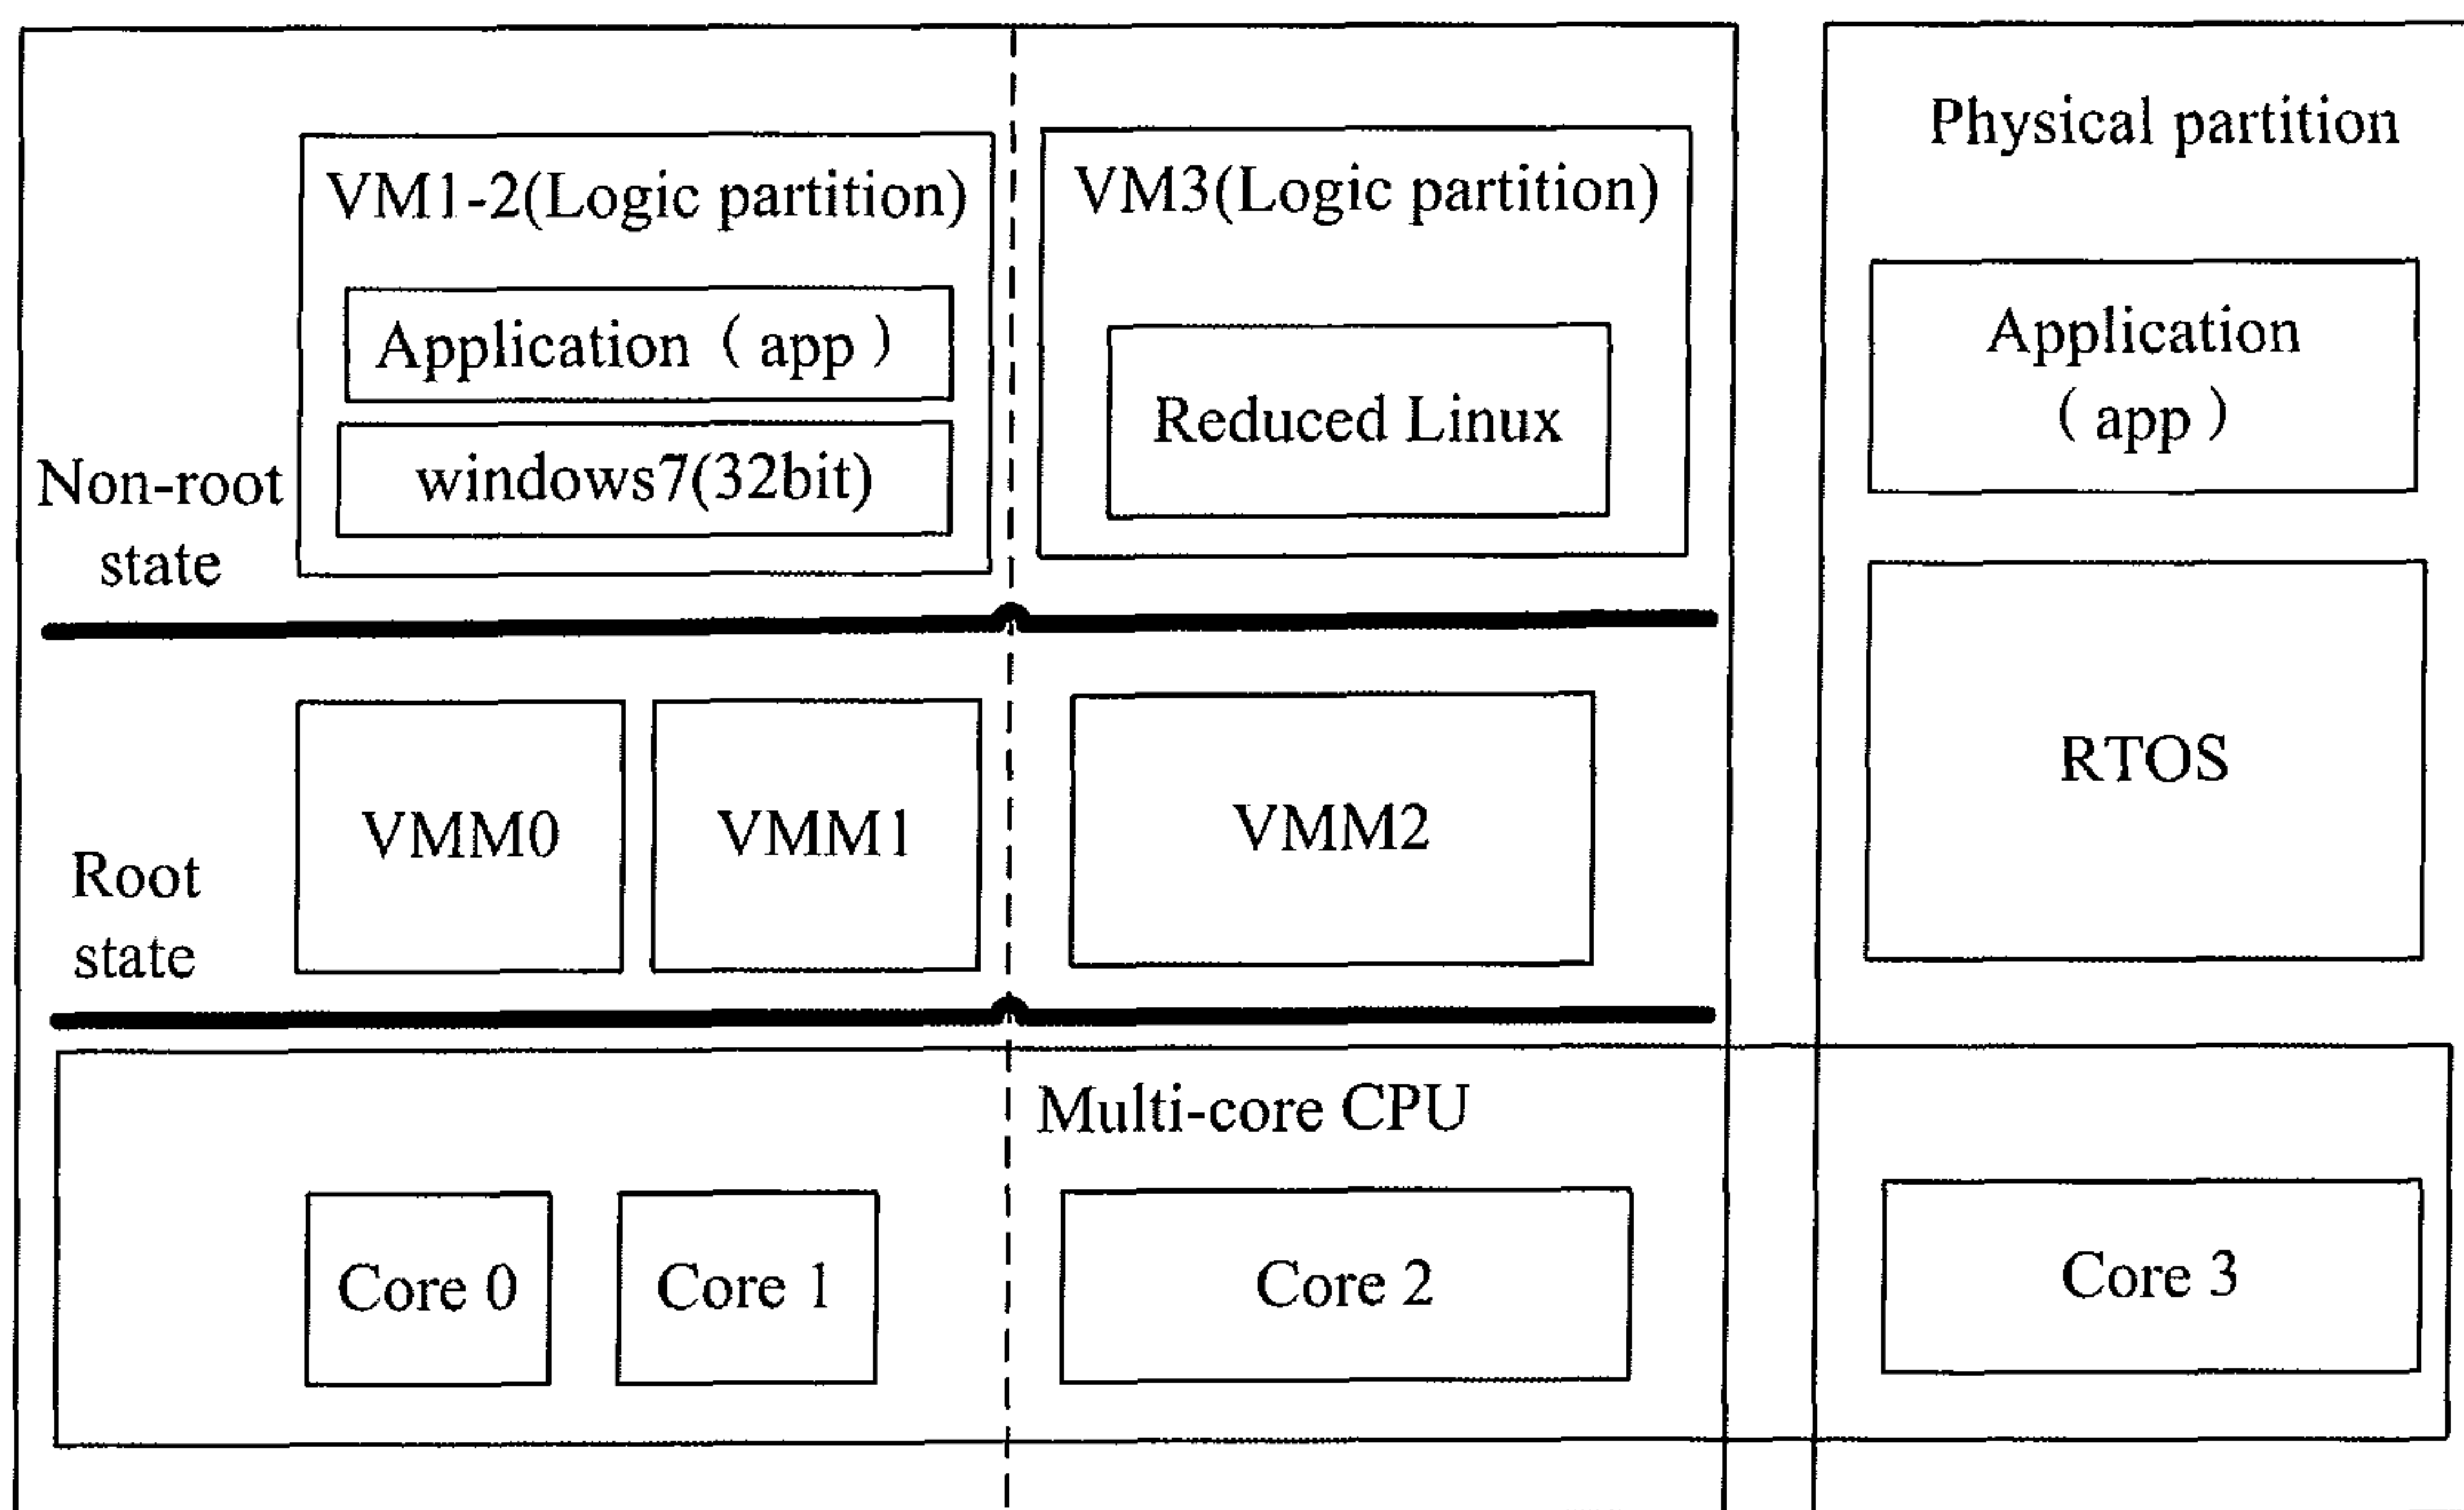 Physical partition
VM1-2(Logic partition)
VM3(Logic partition)
Application（app）
Application
（app）
Reduced Linux
windows7(32bit)
Non-root
state
RTOS
VMM0
VMM1
VMM2
Root
state
Multi-core CPU
Core 0
Core 1
Core 2
Core 3